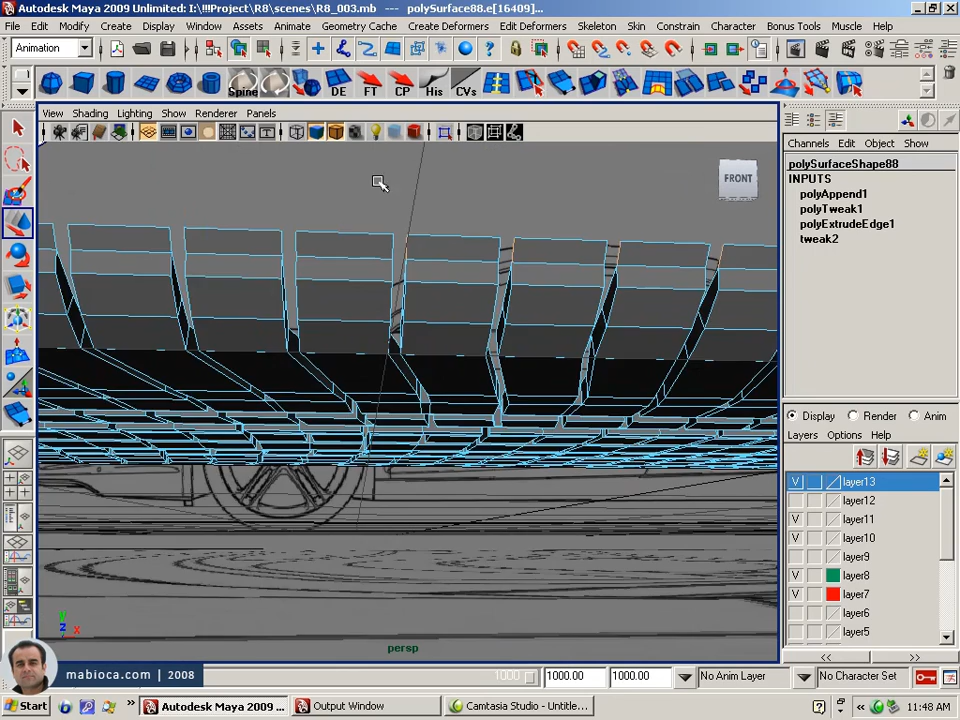 Autodesk Maya 2009 Unlimited: I:\!!!Project\R8\scenes\R8_003.mb --- polySurface88.e[16409]...
File Edit Modify Create Display Window Assets Animate Geometry Cache Create Deformers Edit Deformers Skeleton Skin Constrain Character Bonus Tools Muscle Help
Animation
Spine DE FT CP His CVs
View Shading Lighting Show Renderer Panels
Channels Edit Object Show
polySurfaceShape88
INPUTS
polyAppend1
polyTweak1
polyExtrudeEdge1
tweak2
FRONT
Display Render Anim
Layers Options Help
V layer13
layer12
V layer11
V layer10
layer9
V layer8
V layer7
layer6
layer5
y
z x
persp
<< >>
mabioca.com | 2008
1000 1000.00 1000.00 No Anim Layer No Character Set
Start » Autodesk Maya 2009 ... Output Window Camtasia Studio - Untitle... « 11:48 AM